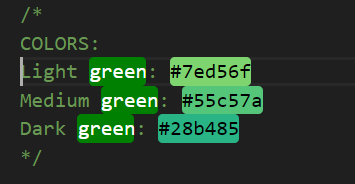 /*
COLORS:
Light green: #7ed56f
Medium green: #55c57a
Dark green: #28b485
*/